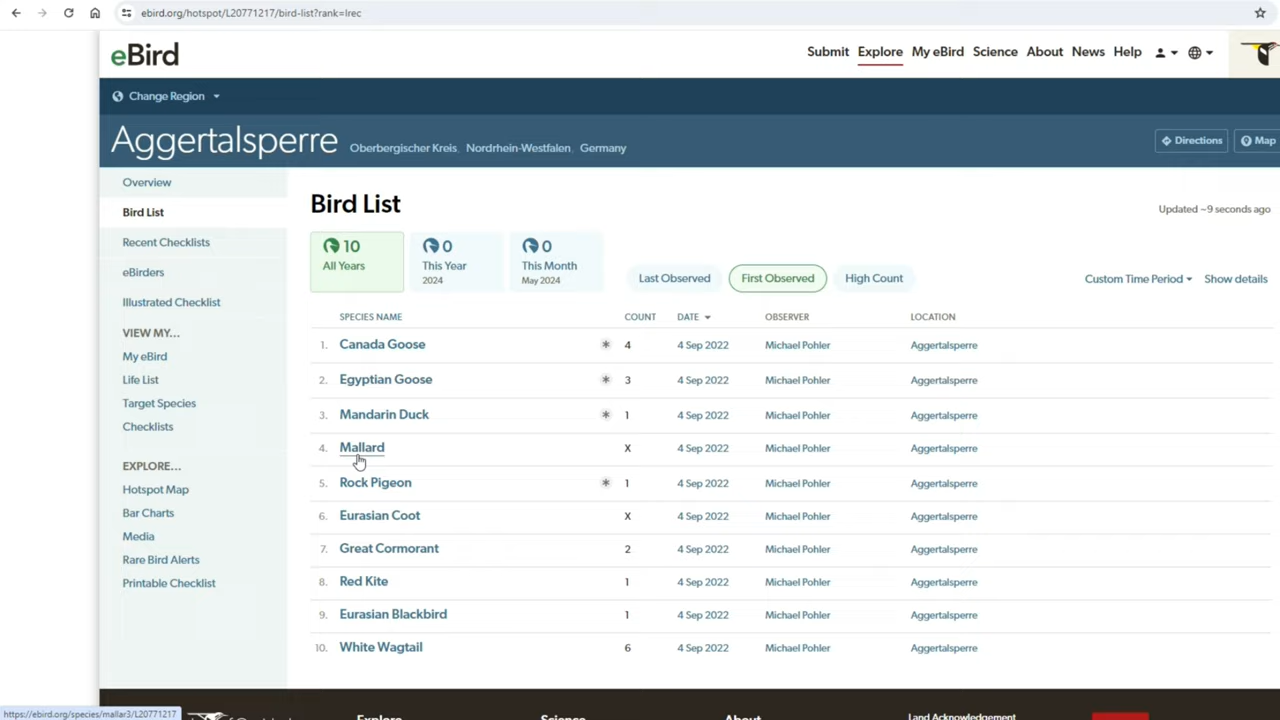 ebird.org/hotspot/L20771217/bird-list?rank=lrec
eBird
Submit Explore My eBird Science About News Help
Change Region
Aggertalsperre Oberbergischer Kreis, Nordrhein-Westfalen, Germany
Directions Map
Overview
Bird List
Recent Checklists
eBirders
Illustrated Checklist
VIEW MY...
My eBird
Life List
Target Species
Checklists
EXPLORE...
Hotspot Map
Bar Charts
Media
Rare Bird Alerts
Printable Checklist
Bird List
Updated ~9 seconds ago
10
All Years
0
This Year
2024
0
This Month
May 2024
Last Observed First Observed High Count
Custom Time Period Show details
SPECIES NAME COUNT DATE OBSERVER LOCATION
1. Canada Goose * 4 4 Sep 2022 Michael Pohler Aggertalsperre
2. Egyptian Goose * 3 4 Sep 2022 Michael Pohler Aggertalsperre
3. Mandarin Duck * 1 4 Sep 2022 Michael Pohler Aggertalsperre
4. Mallard X 4 Sep 2022 Michael Pohler Aggertalsperre
5. Rock Pigeon * 1 4 Sep 2022 Michael Pohler Aggertalsperre
6. Eurasian Coot X 4 Sep 2022 Michael Pohler Aggertalsperre
7. Great Cormorant 2 4 Sep 2022 Michael Pohler Aggertalsperre
8. Red Kite 1 4 Sep 2022 Michael Pohler Aggertalsperre
9. Eurasian Blackbird 1 4 Sep 2022 Michael Pohler Aggertalsperre
10. White Wagtail 6 4 Sep 2022 Michael Pohler Aggertalsperre
https://ebird.org/species/mallar3/L20771217
Explore Science About Land Acknowledgement